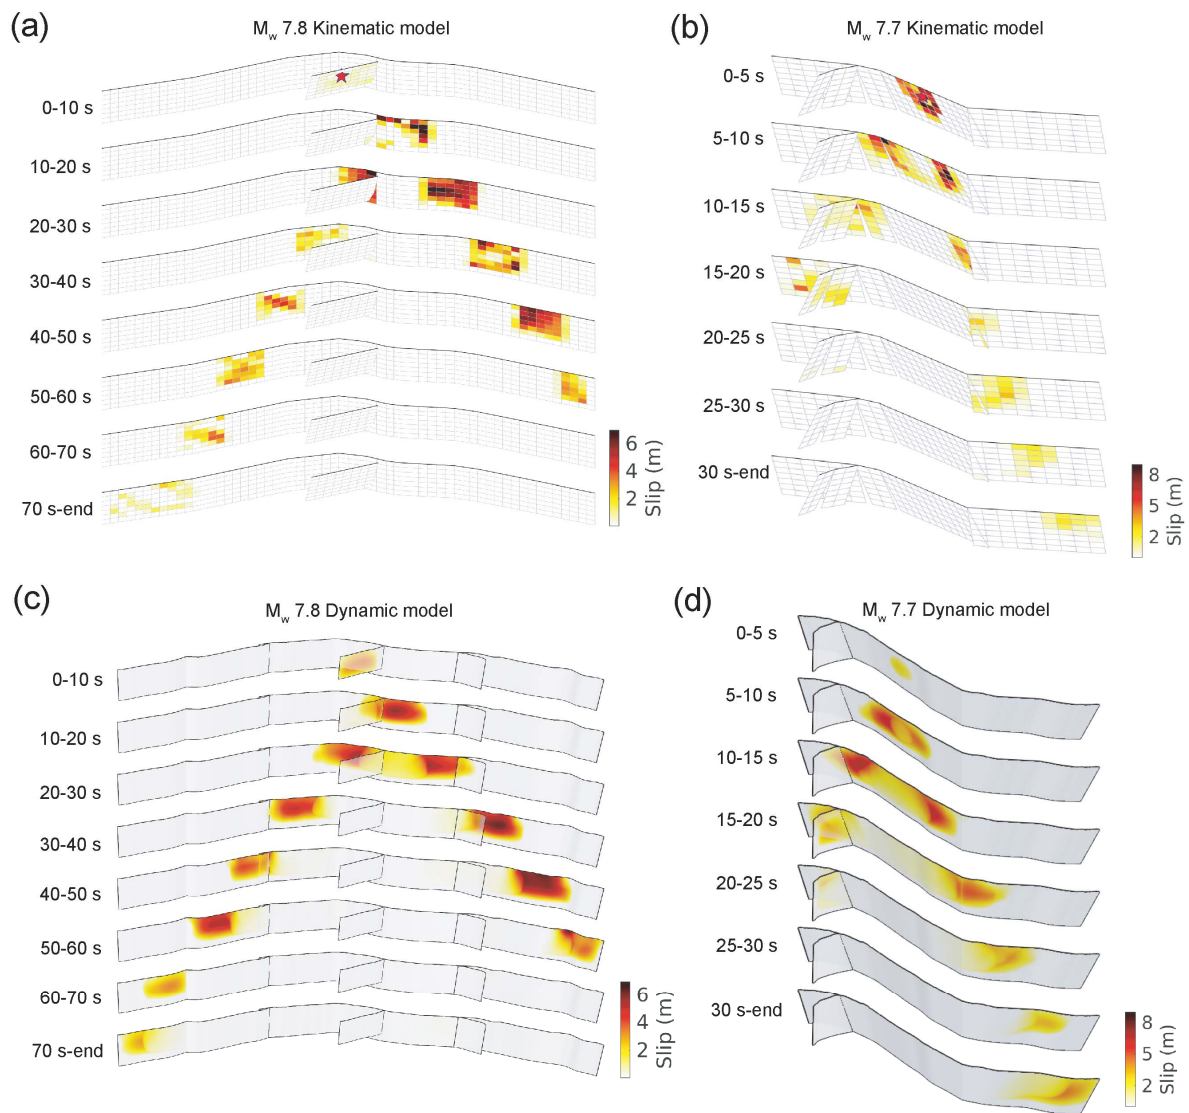 (a)
M_w 7.8 Kinematic model
0-10 s
10-20 s
20-30 s
30-40 s
40-50 s
50-60 s
60-70 s
70 s-end
6
4
2
Slip (m)
(b)
M_w 7.7 Kinematic model
0-5 s
5-10 s
10-15 s
15-20 s
20-25 s
25-30 s
30 s-end
8
5
2
Slip (m)
(c)
M_w 7.8 Dynamic model
0-10 s
10-20 s
20-30 s
30-40 s
40-50 s
50-60 s
60-70 s
70 s-end
6
4
2
Slip (m)
(d)
M_w 7.7 Dynamic model
0-5 s
5-10 s
10-15 s
15-20 s
20-25 s
25-30 s
30 s-end
8
5
2
Slip (m)